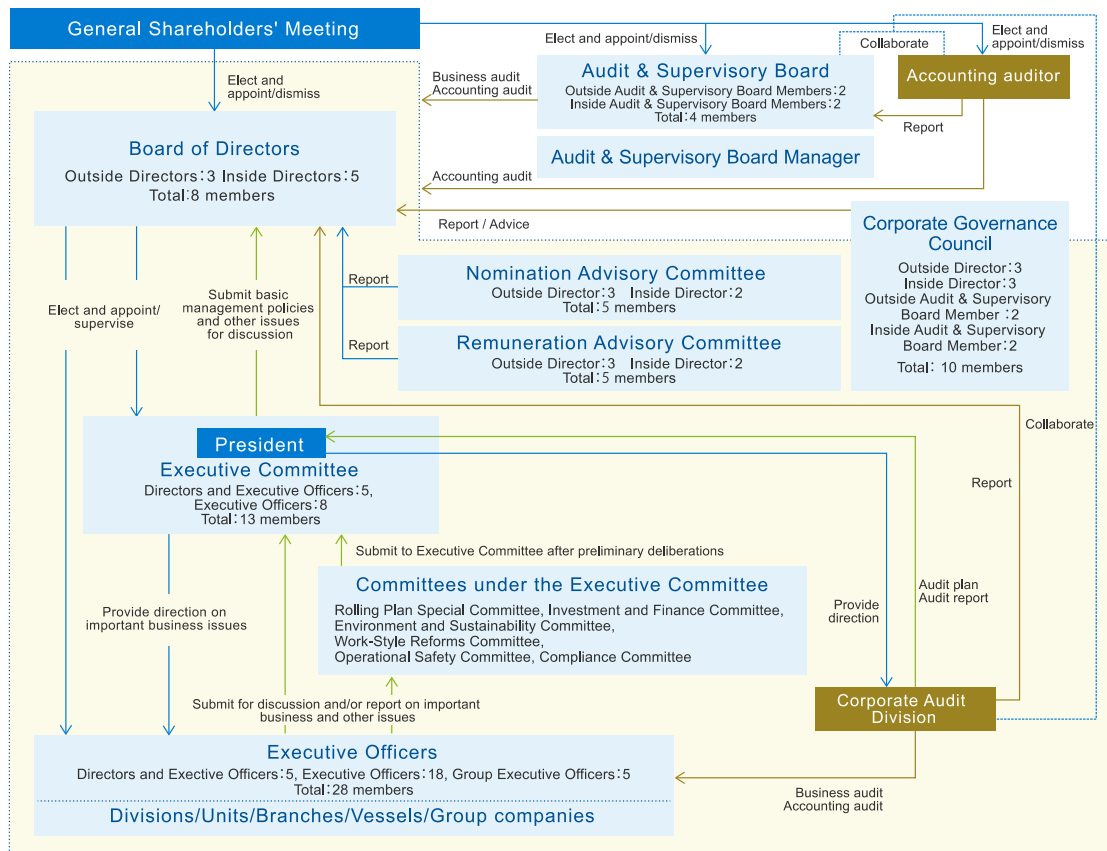 General Shareholders' Meeting
Elect and appoint/dismiss
Collaborate
Elect and
appoint/dismiss
Elect and
appoint/dismiss
Business audit
Accounting audit
Audit & Supervisory Board
Outside Audit & Supervisory Board Members:2
Inside Audit & Supervisory Board Members:2
Total:4 members
Accounting auditor
Report
Board of Directors
Outside Directors:3 Inside Directors:5
Total:8 members
Audit & Supervisory Board Manager
Accounting audit
Report / Advice
Corporate Governance
Council
Outside Director:3
Inside Director:3
Outside Audit & Supervisory
Board Member :2
Inside Audit & Supervisory
Board Member:2
Total: 10 members
Report
Nomination Advisory Committee
Outside Director:3 Inside Director:2
Total:5 members
Elect and appoint/
supervise
Submit basic
management policies
and other issues
for discussion
Report
Remuneration Advisory Committee
Outside Director:3 Inside Director:2
Total:5 members
Collaborate
President
Executive Committee
Directors and Executive Officers:5,
Executive Officers:8
Total:13 members
Report
Submit to Executive Committee after preliminary deliberations
Committees under the Executive Committee
Rolling Plan Special Committee, Investment and Finance Committee,
Environment and Sustainability Committee,
Work-Style Reforms Committee,
Operational Safety Committee, Compliance Committee
Audit plan
Audit report
Provide
direction
Provide direction on
important business issues
Submit for discussion and/or report on important
business and other issues
Corporate Audit
Division
Executive Officers
Directors and Exective Officers:5, Executive Officers:18, Group Executive Officers:5
Total:28 members
Business audit
Accounting audit
Divisions/Units/Branches/Vessels/Group companies